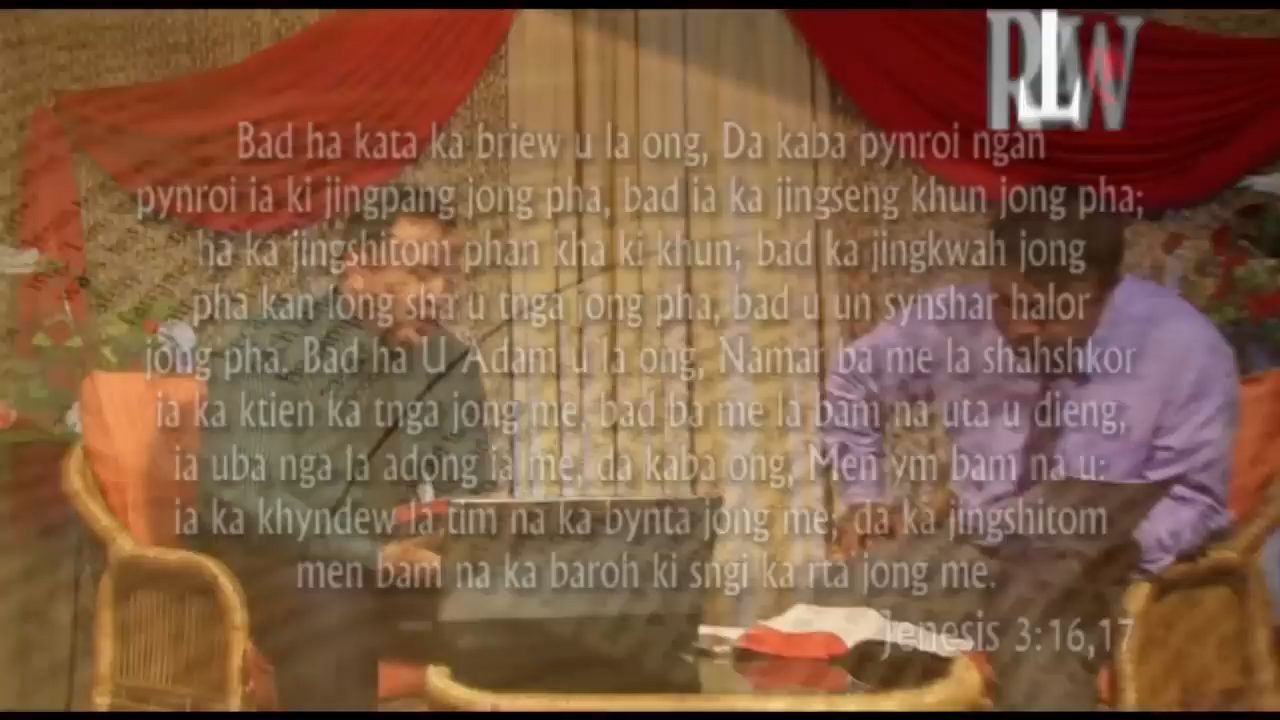 RLW
Bad ha kata ka briew u la ong, Da kaba pynroi ngan
pynroi ia ki jingpang jong pha, bad ia ka jingseng khun jong pha;
ha ka jingshitom phan kha ki khun; bad ka jingkwah jong
pha kan long sha u tnga jong pha, bad u un synshar halor
jong pha. Bad ha U Adam u la ong, Namar ba me la shahshkor
ia ka ktien ka tnga jong me, bad ba me la bam na uta u dieng,
ia uba nga la adong ia me, da kaba ong, Men ym bam na u:
ia ka khyndew la tim na ka bynta jong me; da ka jingshitom
men bam na ka baroh ki sngi ka rta jong me.
Jenesis 3:16,17